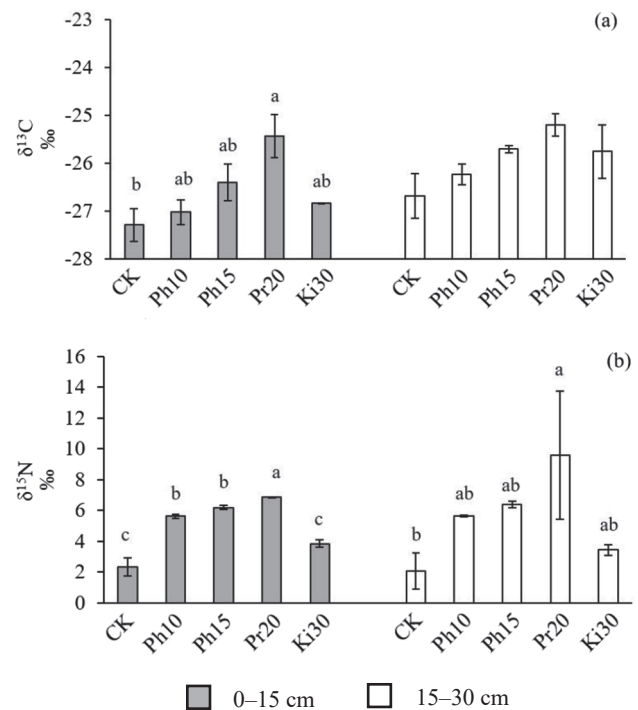 (a)
-23
-24
-25
-26
-27
-28
δ¹³C
‰
b
ab
ab
a
ab
CK
Ph10
Ph15
Pr20
Ki30
CK
Ph10
Ph15
Pr20
Ki30
(b)
16
14
12
10
8
6
4
2
0
δ¹⁵N
‰
c
b
b
a
c
b
ab
ab
a
ab
CK
Ph10
Ph15
Pr20
Ki30
CK
Ph10
Ph15
Pr20
Ki30
0–15 cm
15–30 cm